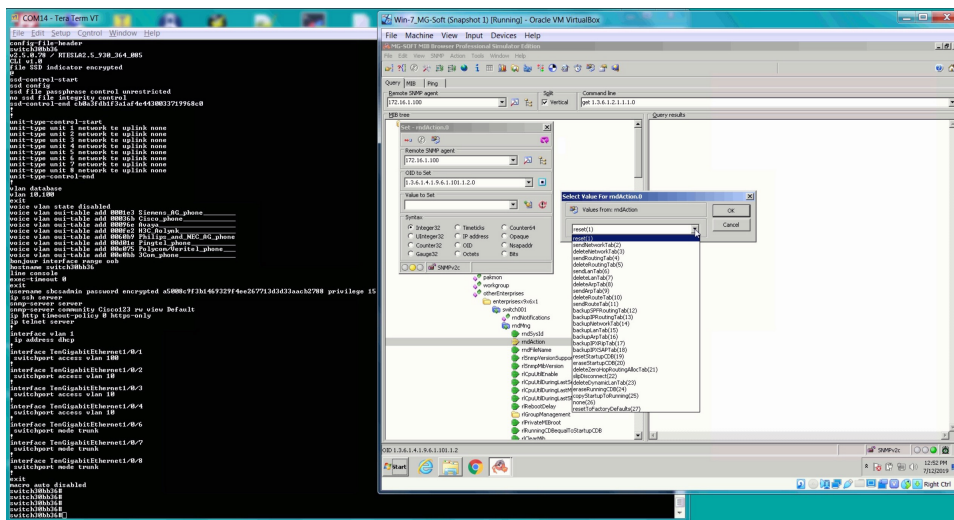 COM14 - Tera Term VT
File Edit Setup Control Window Help
config-file-header
switch30bb36
v2.5.0.78 / RTESLA2.5_930_364_085
CLI v1.0
file SSD indicator encrypted
@
ssd-control-start
ssd config
ssd file passphrase control unrestricted
no ssd file integrity control
ssd-control-end cb0a3fdb1f3a1af4e4430033719968c0
!
!
unit-type-control-start
unit-type unit 1 network te uplink none
unit-type unit 2 network te uplink none
unit-type unit 3 network te uplink none
unit-type unit 4 network te uplink none
unit-type unit 5 network te uplink none
unit-type unit 6 network te uplink none
unit-type unit 7 network te uplink none
unit-type unit 8 network te uplink none
unit-type-control-end
!
vlan database
vlan 10,100
exit
voice vlan state disabled
voice vlan oui-table add 0001e3 Siemens_AG_phone________
voice vlan oui-table add 00036b Cisco_phone_____________
voice vlan oui-table add 00096e Avaya___________________
voice vlan oui-table add 000fe2 H3C_Aolynk______________
voice vlan oui-table add 0060b9 Philips_and_NEC_AG_phone
voice vlan oui-table add 00d01e Pingtel_phone___________
voice vlan oui-table add 00e075 Polycom/Veritel_phone___
voice vlan oui-table add 00e0bb 3Com_phone______________
bonjour interface range oob
hostname switch30bb36
line console
exec-timeout 0
exit
username sbcsadmin password encrypted a5008c9f3b1469329f4ee267713d3d33aacb2788 privilege 15
ip ssh server
snmp-server server
snmp-server community Cisco123 rw view Default
ip http timeout-policy 0 https-only
ip telnet server
!
interface vlan 1
ip address dhcp
!
interface TenGigabitEthernet1/0/1
switchport access vlan 100
!
interface TenGigabitEthernet1/0/2
switchport access vlan 10
!
interface TenGigabitEthernet1/0/3
switchport access vlan 10
!
interface TenGigabitEthernet1/0/4
switchport access vlan 10
!
interface TenGigabitEthernet1/0/6
switchport mode trunk
!
interface TenGigabitEthernet1/0/7
switchport mode trunk
!
interface TenGigabitEthernet1/0/8
switchport mode trunk
!
exit
macro auto disabled
switch30bb36#
switch30bb36#
switch30bb36#
switch30bb36#
switch30bb36#
Win-7_MG-Soft (Snapshot 1) [Running] - Oracle VM VirtualBox
File Machine View Input Devices Help
MG-SOFT MIB Browser Professional Simulator Edition
File Edit View SNMP Action Tools Window Help
Query MIB Ping
Remote SNMP agent
172.16.1.100
Split
Vertical
Command line
get 1.3.6.1.2.1.1.1.0
MIB tree
Query results
Set - rndAction.0
Remote SNMP agent
172.16.1.100
OID to Set
1.3.6.1.4.1.9.6.1.101.1.2.0
Value to Set
Syntax
Integer32 Timeticks Counter64
UInteger32 IP address Opaque
Counter32 OID Nsapaddr
Gauge32 Octets Bits
SNMPv2c
Select Value For rndAction.0
Values from: rndAction
OK
Cancel
reset(1)
reset(1)
sendNetworkTab(2)
deleteNetworkTab(3)
sendRoutingTab(4)
deleteRoutingTab(5)
sendLanTab(6)
deleteLanTab(7)
deleteArpTab(8)
sendArpTab(9)
deleteRouteTab(10)
sendRouteTab(11)
backupSPFRoutingTab(12)
backupIPRoutingTab(13)
backupNetworkTab(14)
backupLanTab(15)
backupArpTab(16)
backupIPXRipTab(17)
backupIPXSAPTab(18)
resetStartupCDB(19)
eraseStartupCDB(20)
deleteZeroHopRoutingAllocTab(21)
slipDisconnect(22)
deleteDynamicLanTab(23)
eraseRunningCDB(24)
copyStartupToRunning(25)
none(26)
resetToFactoryDefaults(27)
pakmon
workgroup
otherEnterprises
enterprises×9×6×1
switch001
rndNotifications
rndMng
rndSysId
rndAction
rndFileName
rlSnmpVersionSuppo
rlSnmpMibVersion
rlCpuUtilEnable
rlCpuUtilDuringLastS
rlCpuUtilDuringLastM
rlCpuUtilDuringLast5
rlRebootDelay
rlGroupManagement
rlPrivateMIBroot
rlRunningCDBequalToStartupCDB
rlClearMib
OID 1.3.6.1.4.1.9.6.1.101.1.2
SNMPv2c
Start
12:52 PM
7/12/2019
Right Ctrl